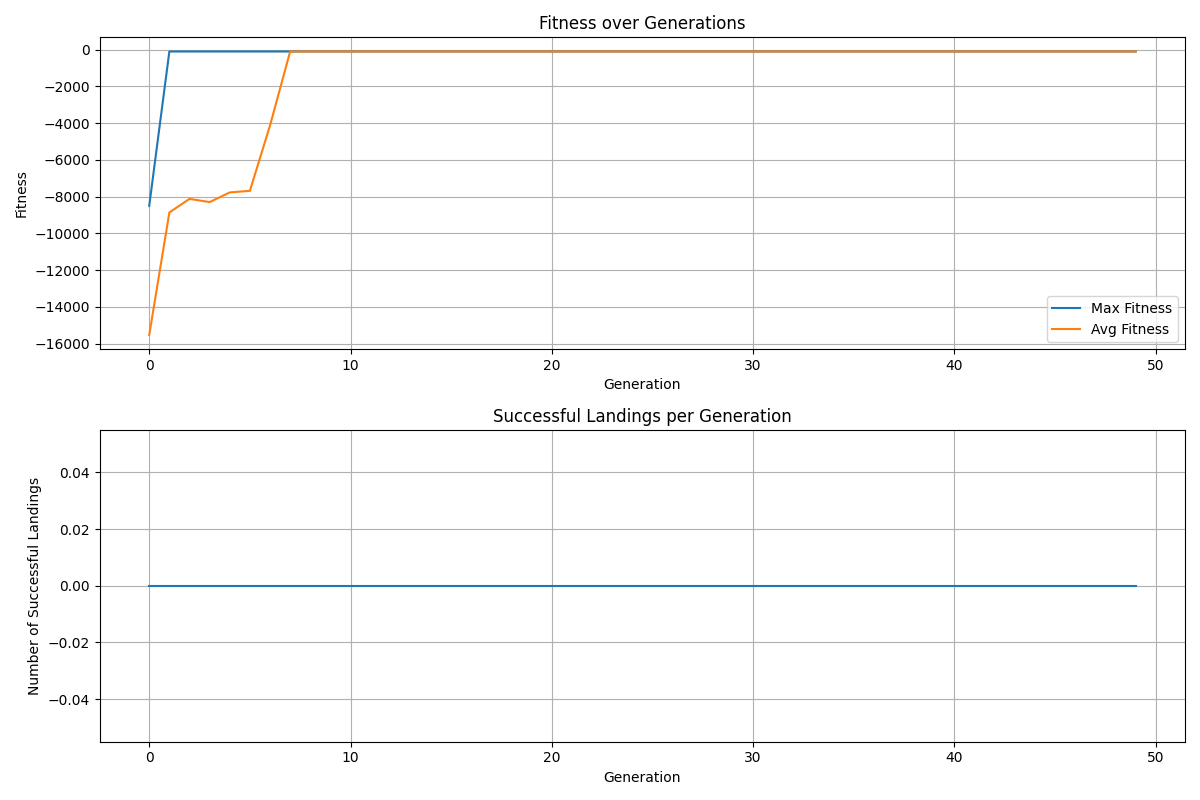 Fitness over Generations
0
−2000
−4000
−6000
−8000
−10000
−12000
−14000
−16000
Fitness
Max Fitness
Avg Fitness
0 10 20 30 40 50
Generation
Successful Landings per Generation
0.04
0.02
0.00
−0.02
−0.04
Number of Successful Landings
0 10 20 30 40 50
Generation